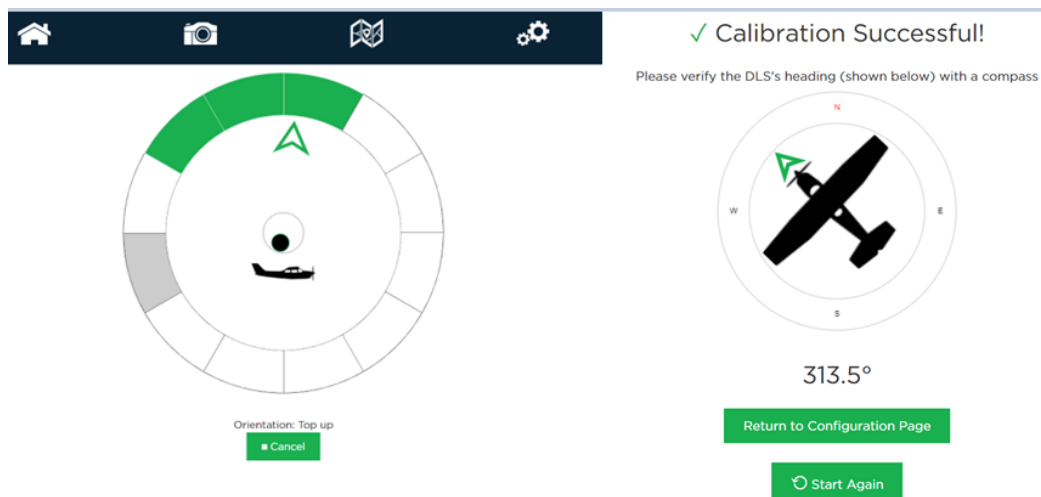 Orientation: Top up
Cancel
✓ Calibration Successful!
Please verify the DLS's heading (shown below) with a compass
N
W
E
S
313.5°
Return to Configuration Page
Start Again